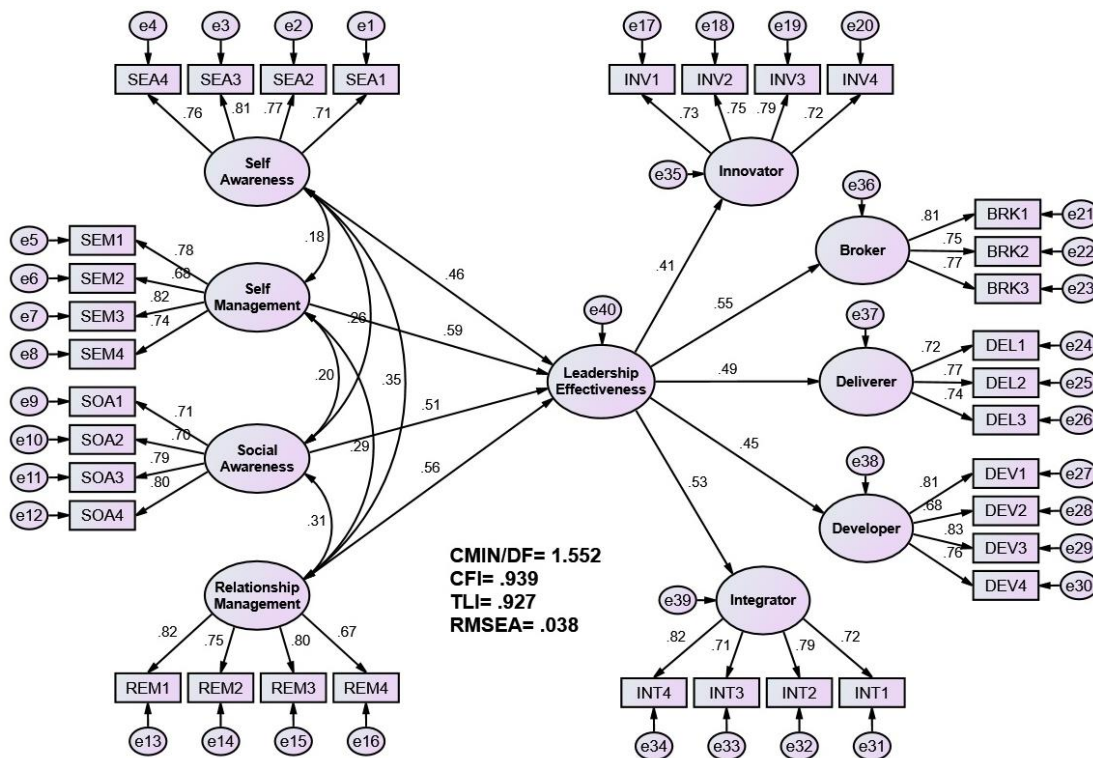 e4
e3
e2
e1
SEA4
SEA3
SEA2
SEA1
.76
.81
.77
.71
Self
Awareness
e5
e6
e7
e8
SEM1
SEM2
SEM3
SEM4
.78
.68
.82
.74
Self
Management
e9
e10
e11
e12
SOA1
SOA2
SOA3
SOA4
.71
.70
.79
.80
Social
Awareness
Relationship
Management
.82
.75
.80
.67
REM1
REM2
REM3
REM4
e13
e14
e15
e16
.18
.26
.20
.35
.29
.31
.46
.59
.51
.56
e40
Leadership
Effectiveness
CMIN/DF= 1.552
CFI= .939
TLI= .927
RMSEA= .038
.41
.55
.49
.45
.53
e17
e18
e19
e20
INV1
INV2
INV3
INV4
.73
.75
.79
.72
e35
Innovator
e36
Broker
.81
.75
.77
BRK1
BRK2
BRK3
e21
e22
e23
e37
Deliverer
.72
.77
.74
DEL1
DEL2
DEL3
e24
e25
e26
e38
Developer
.81
.68
.83
.76
DEV1
DEV2
DEV3
DEV4
e27
e28
e29
e30
e39
Integrator
.82
.71
.79
.72
INT4
INT3
INT2
INT1
e34
e33
e32
e31